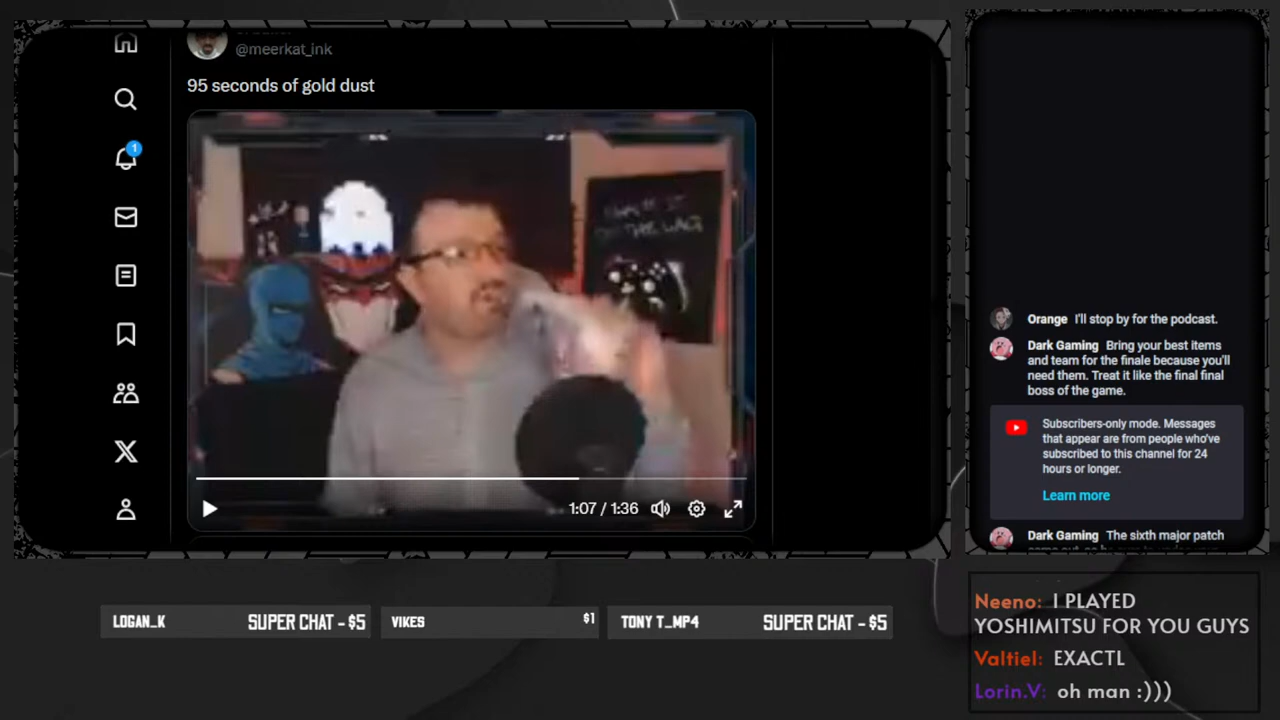 @meerkat_ink
95 seconds of gold dust
1
1:07 / 1:36
Orange I'll stop by for the podcast.
Dark Gaming Bring your best items
and team for the finale because you'll
need them. Treat it like the final final
boss of the game.
Subscribers-only mode. Messages
that appear are from people who've
subscribed to this channel for 24
hours or longer.
Learn more
Dark Gaming The sixth major patch
LOGAN_K SUPER CHAT - $5
VIKES $1
TONY T_MP4 SUPER CHAT - $5
Neeno: I PLAYED
YOSHIMITSU FOR YOU GUYS
Valtiel: EXACTL
Lorin.V: oh man :)))